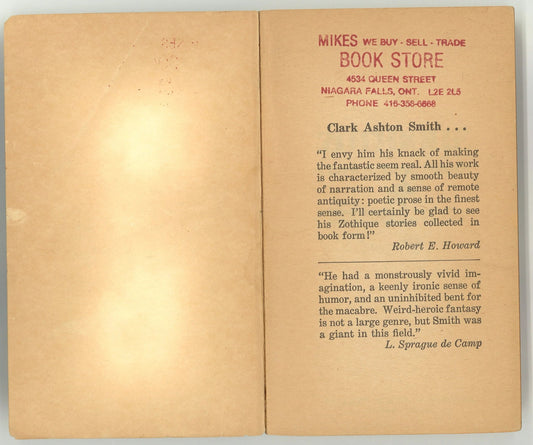 MIKES WE BUY - SELL - TRADE
BOOK STORE
4534 QUEEN STREET
NIAGARA FALLS, ONT. L2E 2L5
PHONE 416-358-6868
Clark Ashton Smith . . .
“I envy him his knack of making
the fantastic seem real. All his work
is characterized by smooth beauty
of narration and a sense of remote
antiquity: poetic prose in the finest
sense. I’ll certainly be glad to see
his Zothique stories collected in
book form!”
Robert E. Howard
“He had a monstrously vivid im-
agination, a keenly ironic sense of
humor, and an uninhibited bent for
the macabre. Weird-heroic fantasy
is not a large genre, but Smith was
a giant in this field.”
L. Sprague de Camp